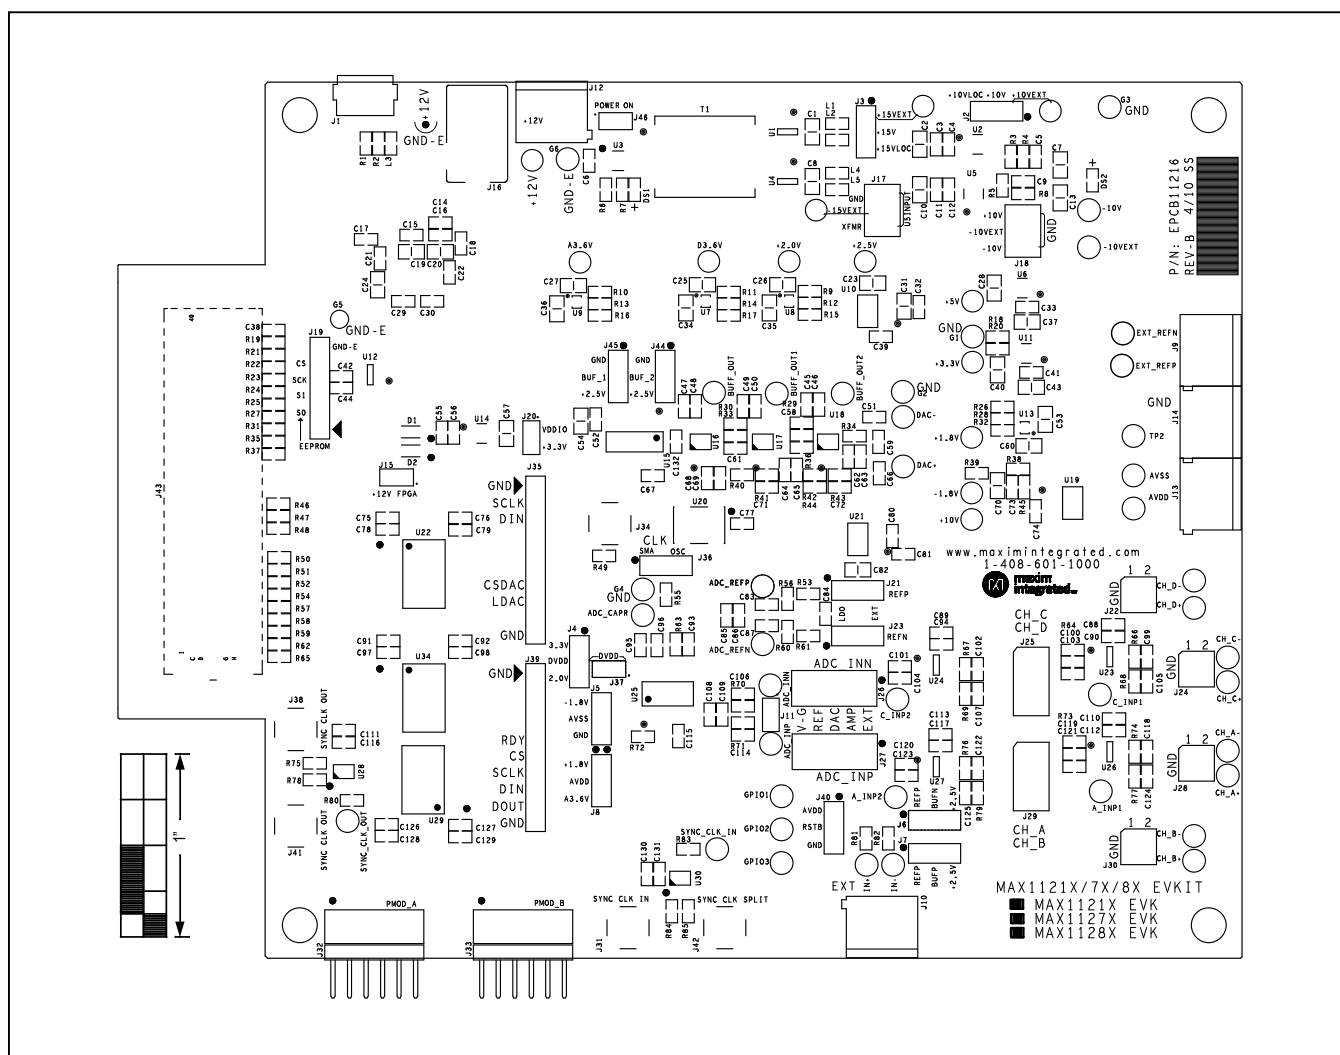 J1
+12V
GND-E
R1
R2
L3
J16
J12
+12V
POWER ON
J46
G6
+12V
GND-E
C6
U3
R6
R7
DS1
T1
U1
U4
C1
C8
L1
L2
L4
L5
J3
+15VEXT
+15V
+15VLOC
J17
GND
-15VEXT
XFMR
USINPUT
C2
C3
C4
U2
C10
C11
C12
U5
+10VLOC +10V +10VEXT
J2
R3
R4
C5
C7
R5
C9
R8
C13
DS2
G3
GND
-10V
-10VEXT
+10V
-10VEXT
-10V
GND
J18
P/N: EPCB11216
REV-B 4/10 SS
C14
C16
C17
C15
C18
C21
C19
C20
C22
C24
C29
C30
G5
GND-E
A3.6V
D3.6V
+2.0V
+2.5V
C27
R10
R13
R16
C36
U9
C25
R11
R14
R17
C34
U7
C26
R9
R12
R15
C35
U8
C23
U10
C31
C32
C39
U6
C28
+5V
C33
C37
GND
G1
R18
R20
U11
+3.3V
C40
C41
C43
EXT_REFN
EXT_REFP
J9
GND
J14
TP2
AVSS
AVDD
J13
40
J43
1
C
D
G
H
C38
R19
R21
R22
R23
R24
R25
R27
R31
R35
R37
J19
GND-E
CS
SCK
S1
SO
EEPROM
C42
C44
U12
D1
D2
C55
C56
U14
C57
J20
VDDIO
+3.3V
J15
+12V FPGA
J45
GND
BUF_1
+2.5V
J44
GND
BUF_2
+2.5V
C54
C52
U15
C132
C67
BUFF_OUT
C47
C48
C49
C50
R30
R33
U16
C61
C68
C69
R40
BUFF_OUT1
R29
C58
C45
C46
U17
U18
BUFF_OUT2
R34
C51
C59
R36
R41
C71
C64
C65
R42
R44
R43
C72
C62
C63
C66
GND
G2
DAC-
DAC+
+1.8V
R26
R28
R32
U13
C53
C60
R39
R38
-1.8V
C70
C73
R45
C74
+10V
U19
R46
R47
R48
C75
C78
U22
C76
C79
R50
R51
R52
R54
R57
R58
R59
R62
R65
C91
C97
U34
C92
C98
J35
GND
SCLK
DIN
CSDAC
LDAC
GND
J34
U20
CLK
C77
R49
SMA OSC
J36
G4
GND
R55
ADC_CAPR
C95
C96
R63
C93
ADC_REFP
C83
R56
R53
C84
C85
C86
C87
R60
R61
ADC_REFN
U21
C80
C81
C82
J21
REFP
LDO
EXT
J23
REFN
www.maximintegrated.com
1-408-601-1000
maxim
integrated™
J39
GND
J4
3.3V
DVDD
2.0V
DVDD
J37
J5
-1.8V
AVSS
GND
+1.8V
AVDD
A3.6V
J8
RDY
CS
SCLK
DIN
DOUT
GND
U25
R72
C115
C106
R70
C108
C109
R71
C114
ADC_INN
J11
ADC_INP
ADC_INN
V-G
REF
DAC
AMP
EXT
J26
J27
ADC_INP
C89
C94
C101
C104
U24
C_INP2
R67
C102
R69
C107
C113
C117
C120
C123
U27
A_INP2
R76
C122
C125
R79
CH_C
CH_D
J25
R64
C100
C103
C88
C90
J22
U23
C_INP1
R66
C99
R68
C105
R73
C119
C121
C110
C112
U26
A_INP1
R74
C118
R77
C124
J29
CH_A
CH_B
1 2
GND
CH_D-
CH_D+
1 2
GND
J24
CH_C-
CH_C+
1 2
GND
J28
CH_A-
CH_A+
1 2
GND
J30
CH_B-
CH_B+
J38
SYNC CLK OUT
C111
C116
R75
R78
U28
R80
J41
SYNC CLK OUT
SYNC_CLK_OUT
U29
C126
C128
C127
C129
GPIO1
GPIO2
GPIO3
J40
AVDD
RSTB
GND
REFP
BUFN
+2.5V
J6
J7
REFP
BUFP
+2.5V
R81
R82
EXT
IN+
IN-
J10
SYNC_CLK_IN
R83
C130
C131
U30
SYNC CLK IN
J31
R84
R85
SYNC CLK SPLIT
J42
PMOD_A
J32
PMOD_B
J33
1"
MAX1121X/7X/8X EVKIT
MAX1121X EVK
MAX1127X EVK
MAX1128X EVK